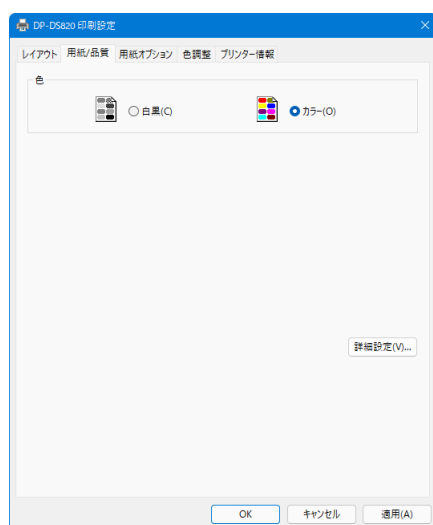 DP-DS820 印刷設定
レイアウト 用紙/品質 用紙オプション 色調整 プリンター情報
色
白黒(C) カラー(O)
詳細設定(V)...
OK キャンセル 適用(A)